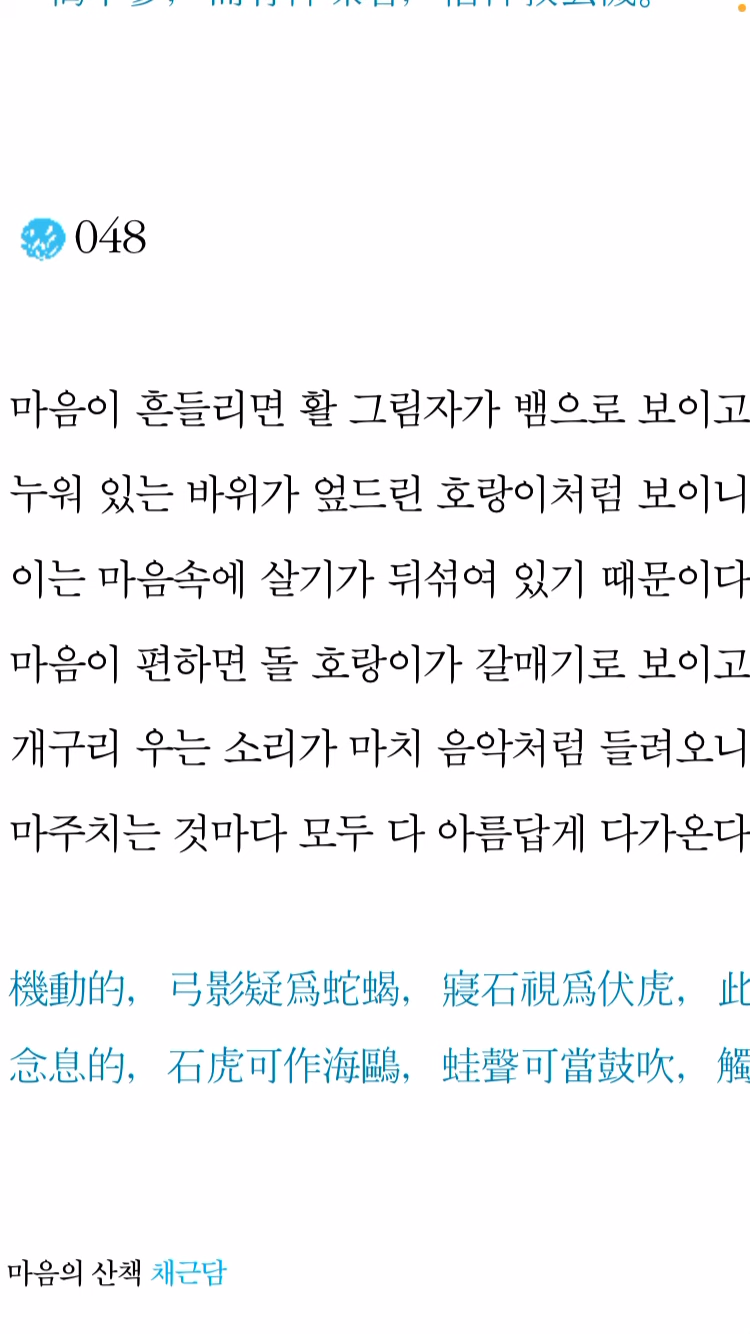 048
마음이 흔들리면 활 그림자가 뱀으로 보이고
누워 있는 바위가 엎드린 호랑이처럼 보이니
이는 마음속에 살기가 뒤섞여 있기 때문이다
마음이 편하면 돌 호랑이가 갈매기로 보이고
개구리 우는 소리가 마치 음악처럼 들려오니
마주치는 것마다 모두 다 아름답게 다가온다
機動的, 弓影疑爲蛇蝎, 寢石視爲伏虎, 此
念息的, 石虎可作海鷗, 蛙聲可當鼓吹, 觸
마음의 산책 채근담